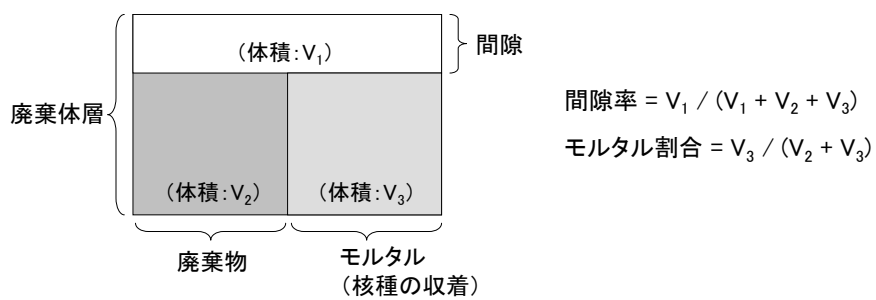 (体積:V₁)
間隙
廃棄体層
間隙率 = V₁ / (V₁ + V₂ + V₃)
モルタル割合 = V₃ / (V₂ + V₃)
(体積:V₂)
(体積:V₃)
廃棄物
モルタル
(核種の収着)